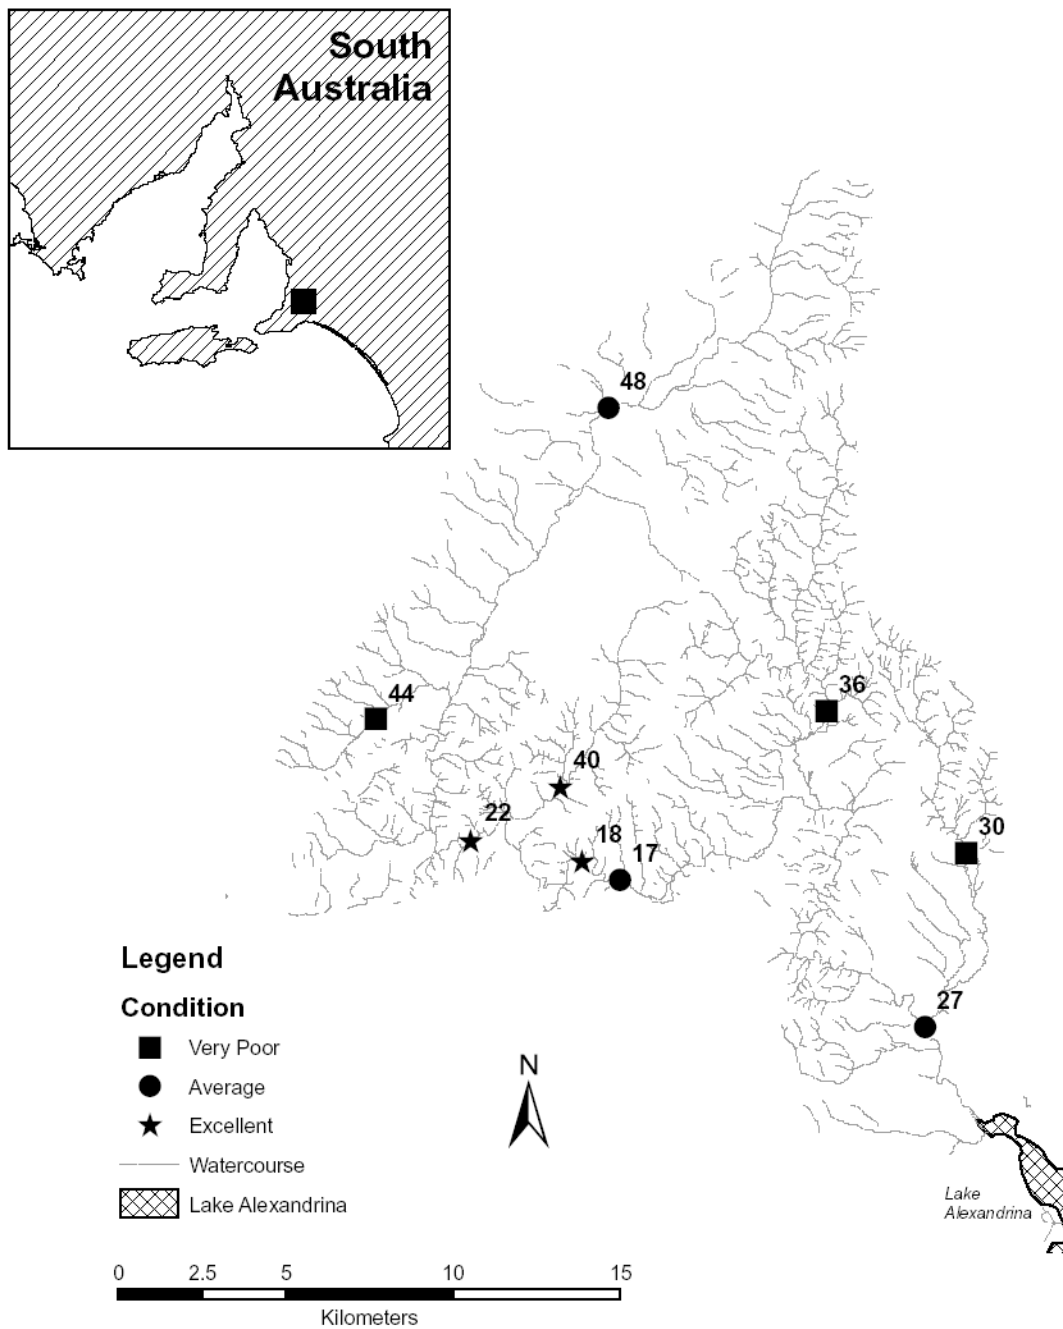 South
Australia
48
44
36
40
22
18
17
30
27
Legend
Condition
Very Poor
Average
Excellent
Watercourse
Lake Alexandrina
N
Lake
Alexandrina
0 2.5 5 10 15
Kilometers